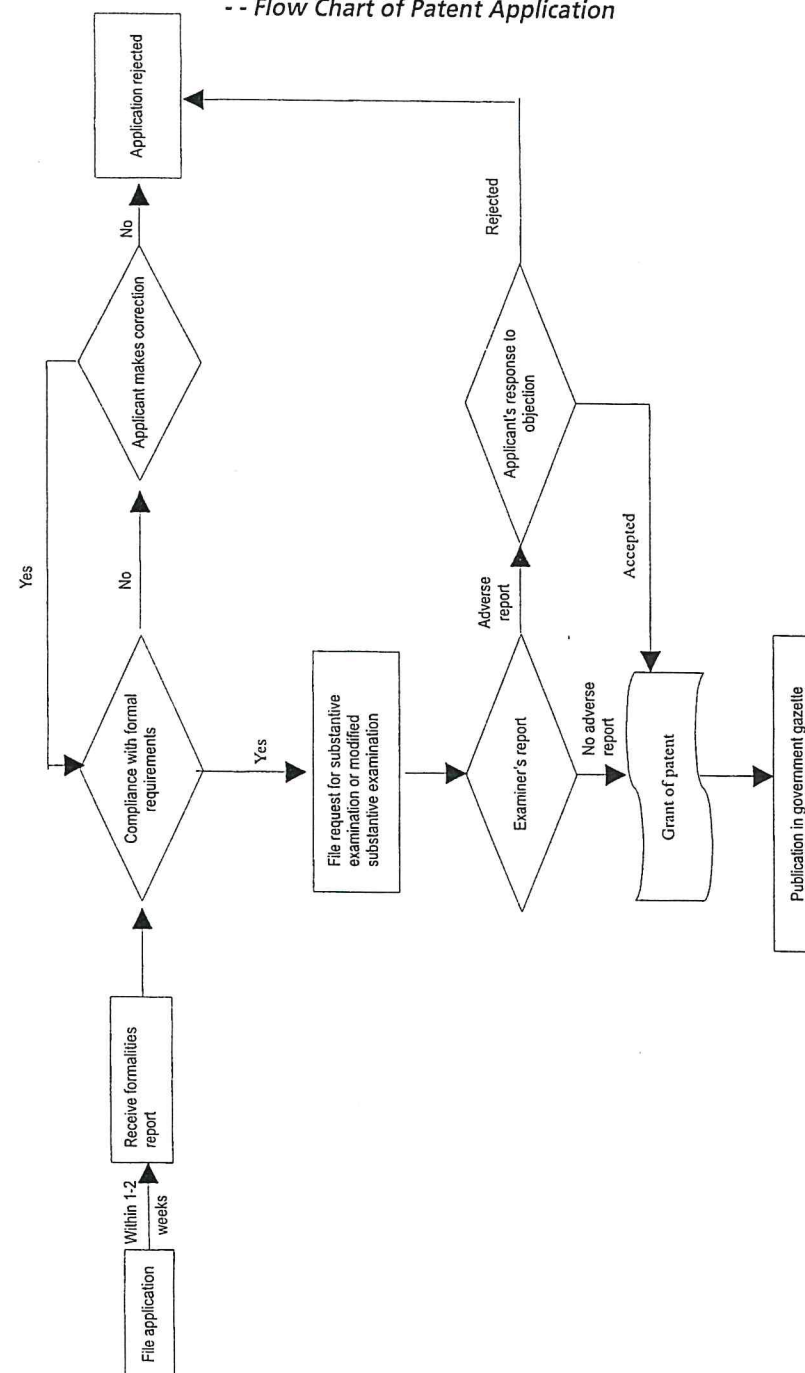 - - Flow Chart of Patent Application
File application
Within 1-2
weeks
Receive formalities
report
Compliance with formal
requirements
Yes
No
Applicant makes correction
No
Application rejected
Yes
File request for substantive
examination or modified
substantive examination
Examiner's report
Adverse
report
Applicant's response to
objection
Rejected
Accepted
No adverse
report
Grant of patent
Publication in government gazette